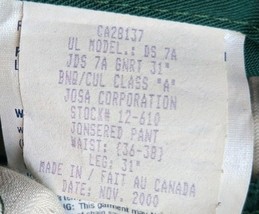 CA28137
UL MODEL: DS 7A
JDS 7A GNRT 31"
BNQ/CUL CLASS "A"
JOSA CORPORATION
STOCK# 12-610
JONSERED PANT
WAIST: {36-38}
LEG: 31"
MADE IN / FAIT AU CANADA
DATE: NOV, 2000